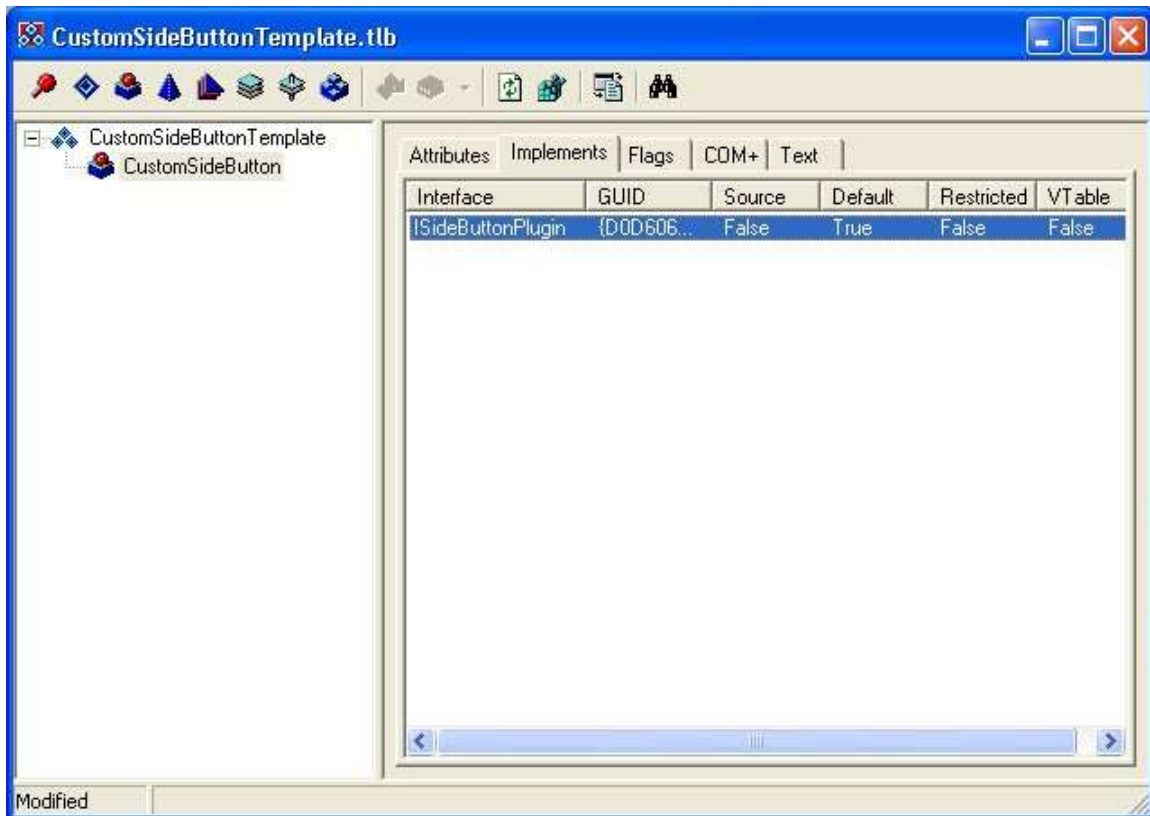 CustomSideButtonTemplate.tlb
CustomSideButtonTemplate
CustomSideButton
Attributes Implements Flags COM+ Text
Interface GUID Source Default Restricted VTable
ISideButtonPlugin {D0D606... False True False False
Modified